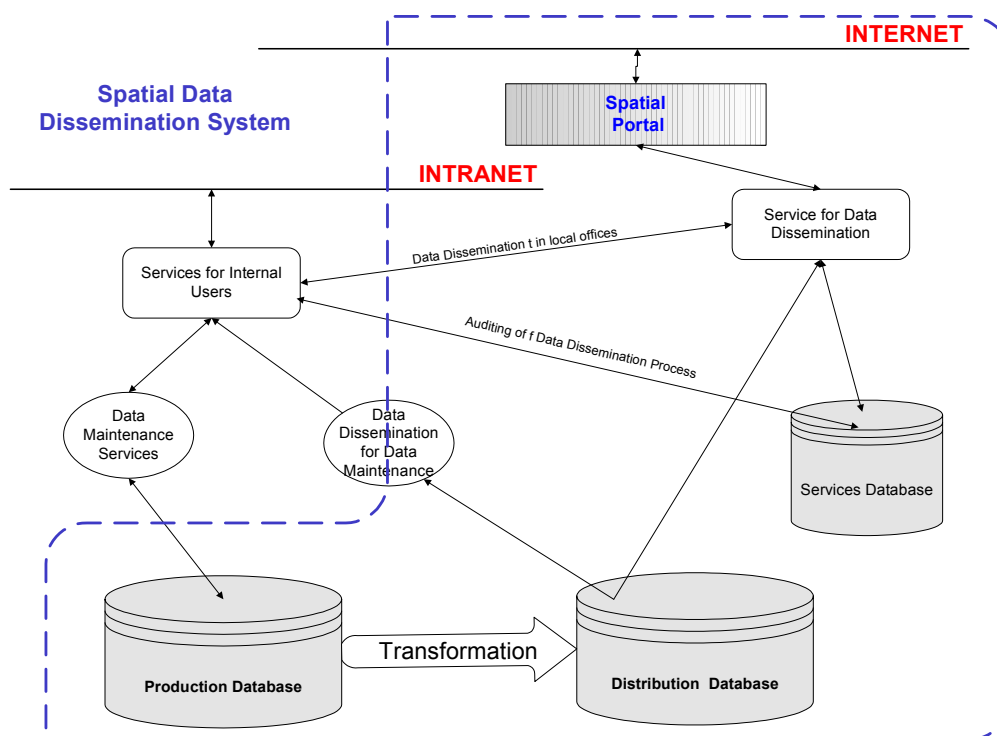 INTERNET
Spatial Data
Dissemination System
Spatial
Portal
INTRANET
Service for Data
Dissemination
Data Dissemination t in local offices
Services for Internal
Users
Auditing of f Data Dissemination Process
Data
Maintenance
Services
Data
Dissemination
for Data
Maintenance
Services Database
Transformation
Production Database
Distribution Database